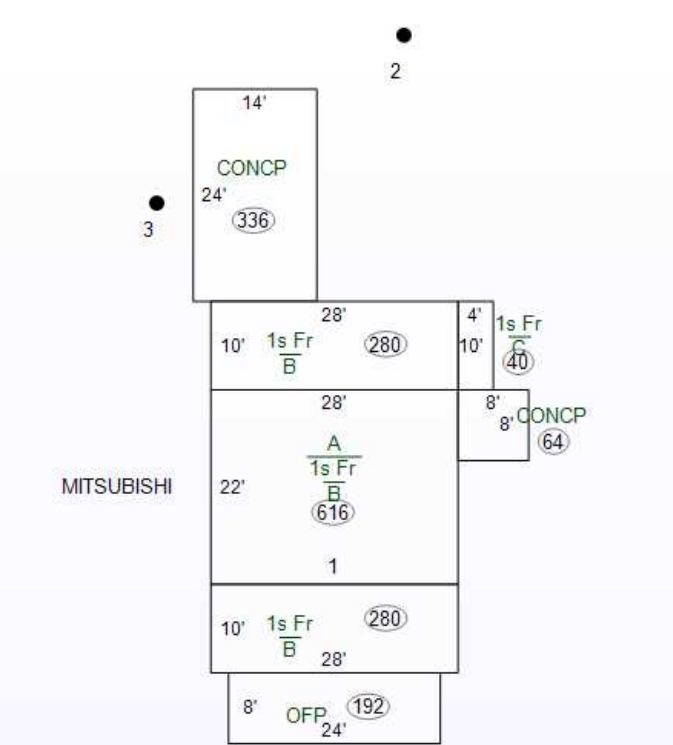 2
14'
CONCP
24'
336
3
28'
4'
10'
1s Fr
B
280
10'
1s Fr
C
40
28'
8'
8'
CONCP
64
A
1s Fr
B
616
MITSUBISHI
22'
1
10'
1s Fr
B
280
28'
8'
OFP
192
24'